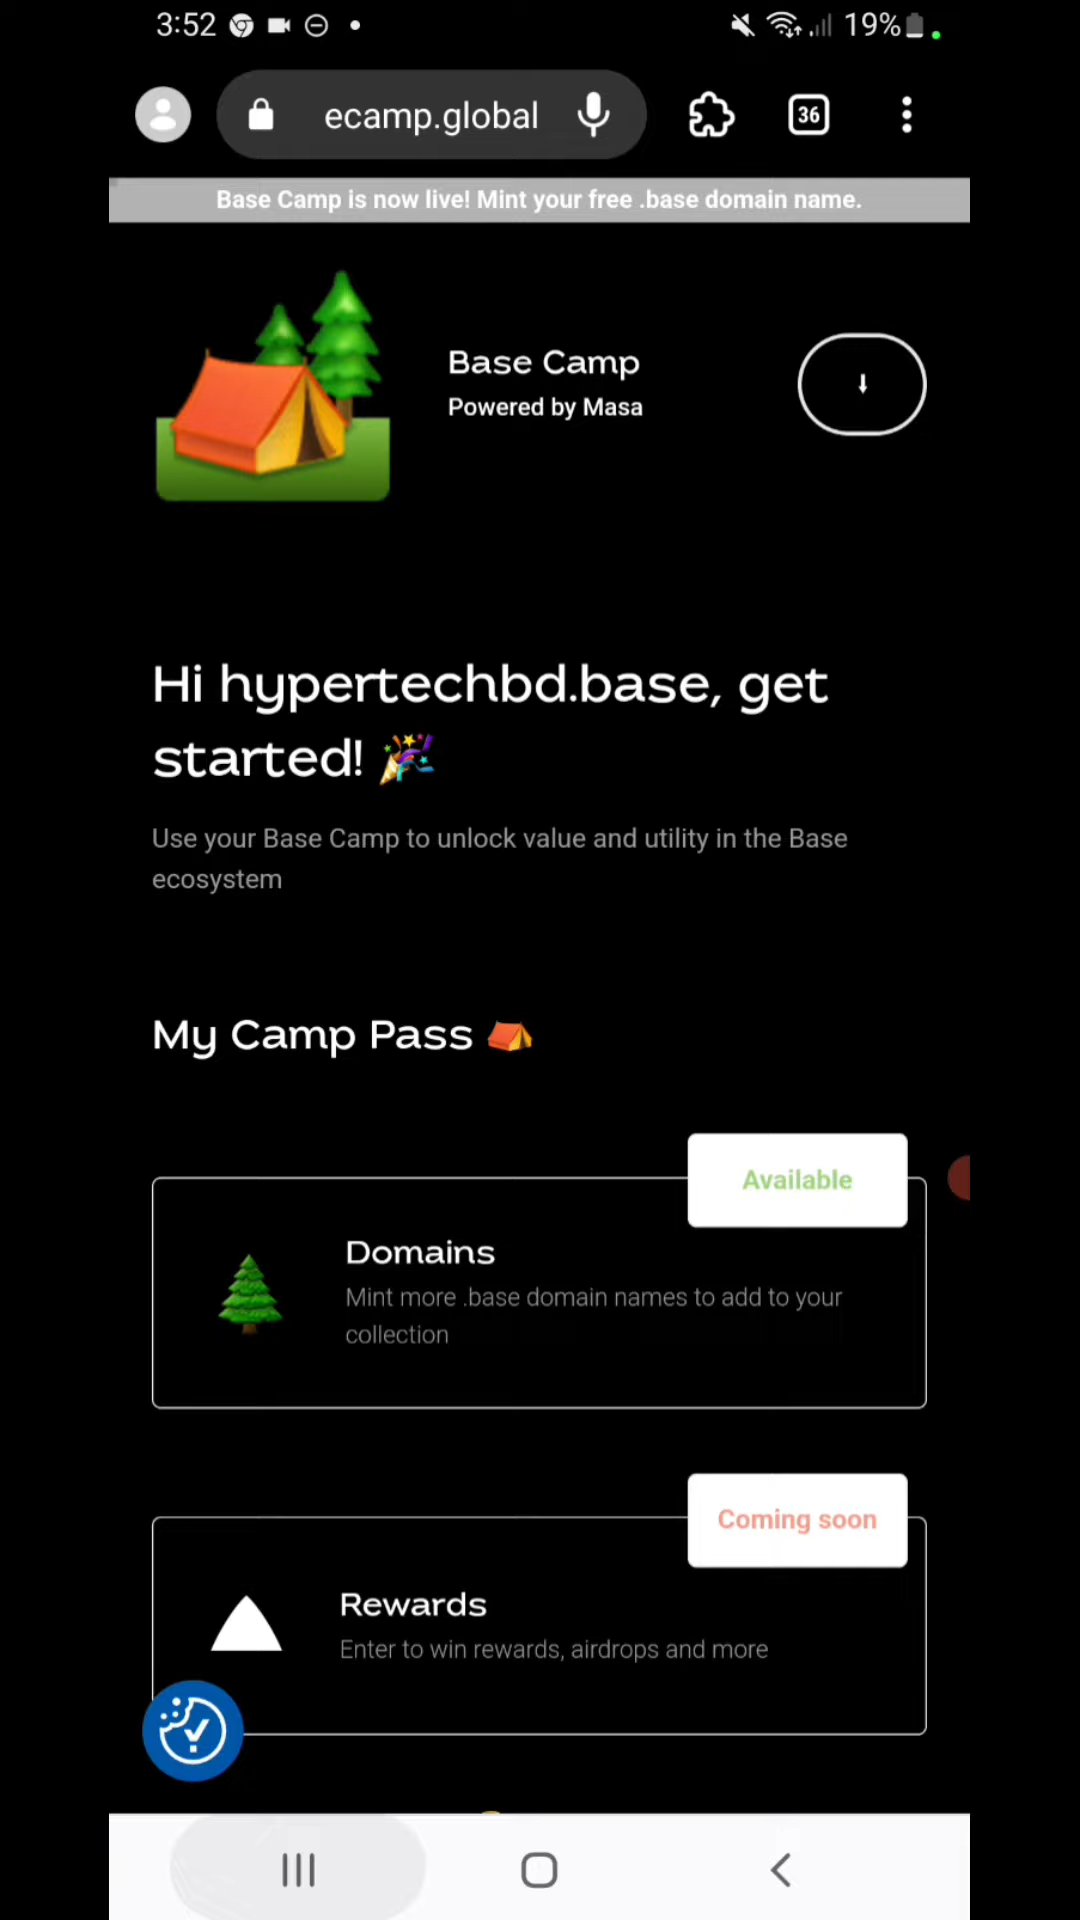 3:52
19%
ecamp.global
36
Base Camp is now live! Mint your free .base domain name.
Base Camp
Powered by Masa
Hi hypertechbd.base, get
started! 🎉
Use your Base Camp to unlock value and utility in the Base
ecosystem
My Camp Pass 
Available
Domains
Mint more .base domain names to add to your
collection
Coming soon
Rewards
Enter to win rewards, airdrops and more